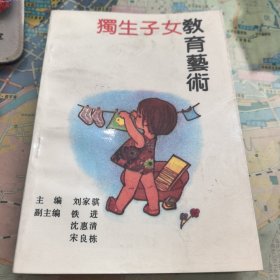 獨生子女教育藝術
主编 刘家骐
副主编 铁进
沈惠清
宋良栋